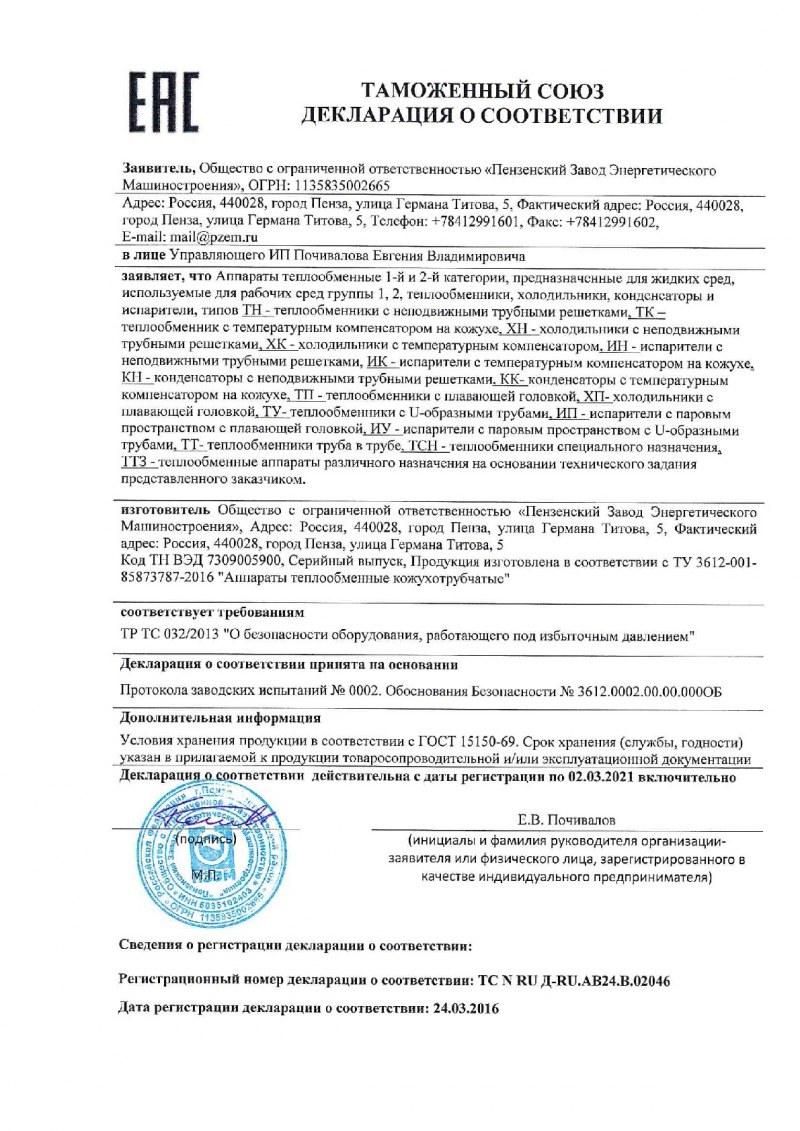 ЕАС
ТАМОЖЕННЫЙ СОЮЗ
ДЕКЛАРАЦИЯ О СООТВЕТСТВИИ
Заявитель, Общество с ограниченной ответственностью «Пензенский Завод Энергетического
Машиностроения», ОГРН: 1135835002665
Адрес: Россия, 440028, город Пенза, улица Германа Титова, 5, Фактический адрес: Россия, 440028,
город Пенза, улица Германа Титова, 5, Телефон: +78412991601, Факс: +78412991602,
E-mail: mail@pzem.ru
в лице Управляющего ИП Почивалова Евгения Владимировича
заявляет, что Аппараты теплообменные 1-й и 2-й категории, предназначенные для жидких сред,
используемые для рабочих сред группы 1, 2, теплообменники, холодильники, конденсаторы и
испарители, типов ТН - теплообменники с неподвижными трубными решетками, ТК –
теплообменник с температурным компенсатором на кожухе, ХН - холодильники с неподвижными
трубными решетками, ХК - холодильники с температурным компенсатором, ИН - испарители с
неподвижными трубными решетками, ИК - испарители с температурным компенсатором на кожухе,
КН - конденсаторы с неподвижными трубными решетками, КК- конденсаторы с температурным
компенсатором на кожухе, ТП - теплообменники с плавающей головкой, ХП- холодильники с
плавающей головкой, ТУ- теплообменники с U-образными трубами, ИП - испарители с паровым
пространством с плавающей головкой, ИУ - испарители с паровым пространством с U-образными
трубами, ТТ- теплообменники труба в трубе, ТСН - теплообменники специального назначения,
ТТЗ - теплообменные аппараты различного назначения на основании технического задания
представленного заказчиком.
изготовитель Общество с ограниченной ответственностью «Пензенский Завод Энергетического
Машиностроения», Адрес: Россия, 440028, город Пенза, улица Германа Титова, 5, Фактический
адрес: Россия, 440028, город Пенза, улица Германа Титова, 5
Код ТН ВЭД 7309005900, Серийный выпуск, Продукция изготовлена в соответствии с ТУ 3612-001-
85873787-2016 "Аппараты теплообменные кожухотрубчатые"
соответствует требованиям
ТР ТС 032/2013 "О безопасности оборудования, работающего под избыточным давлением"
Декларация о соответствии принята на основании
Протокола заводских испытаний № 0002. Обоснования Безопасности № 3612.0002.00.00.000ОБ
Дополнительная информация
Условия хранения продукции в соответствии с ГОСТ 15150-69. Срок хранения (службы, годности)
указан в прилагаемой к продукции товаросопроводительной и/или эксплуатационной документации
Декларация о соответствии действительна с даты регистрации по 02.03.2021 включительно
Е.В. Почивалов
(подпись)
М.П.
(инициалы и фамилия руководителя организации-
заявителя или физического лица, зарегистрированного в
качестве индивидуального предпринимателя)
Сведения о регистрации декларации о соответствии:
Регистрационный номер декларации о соответствии: ТС N RU Д-RU.АВ24.В.02046
Дата регистрации декларации о соответствии: 24.03.2016